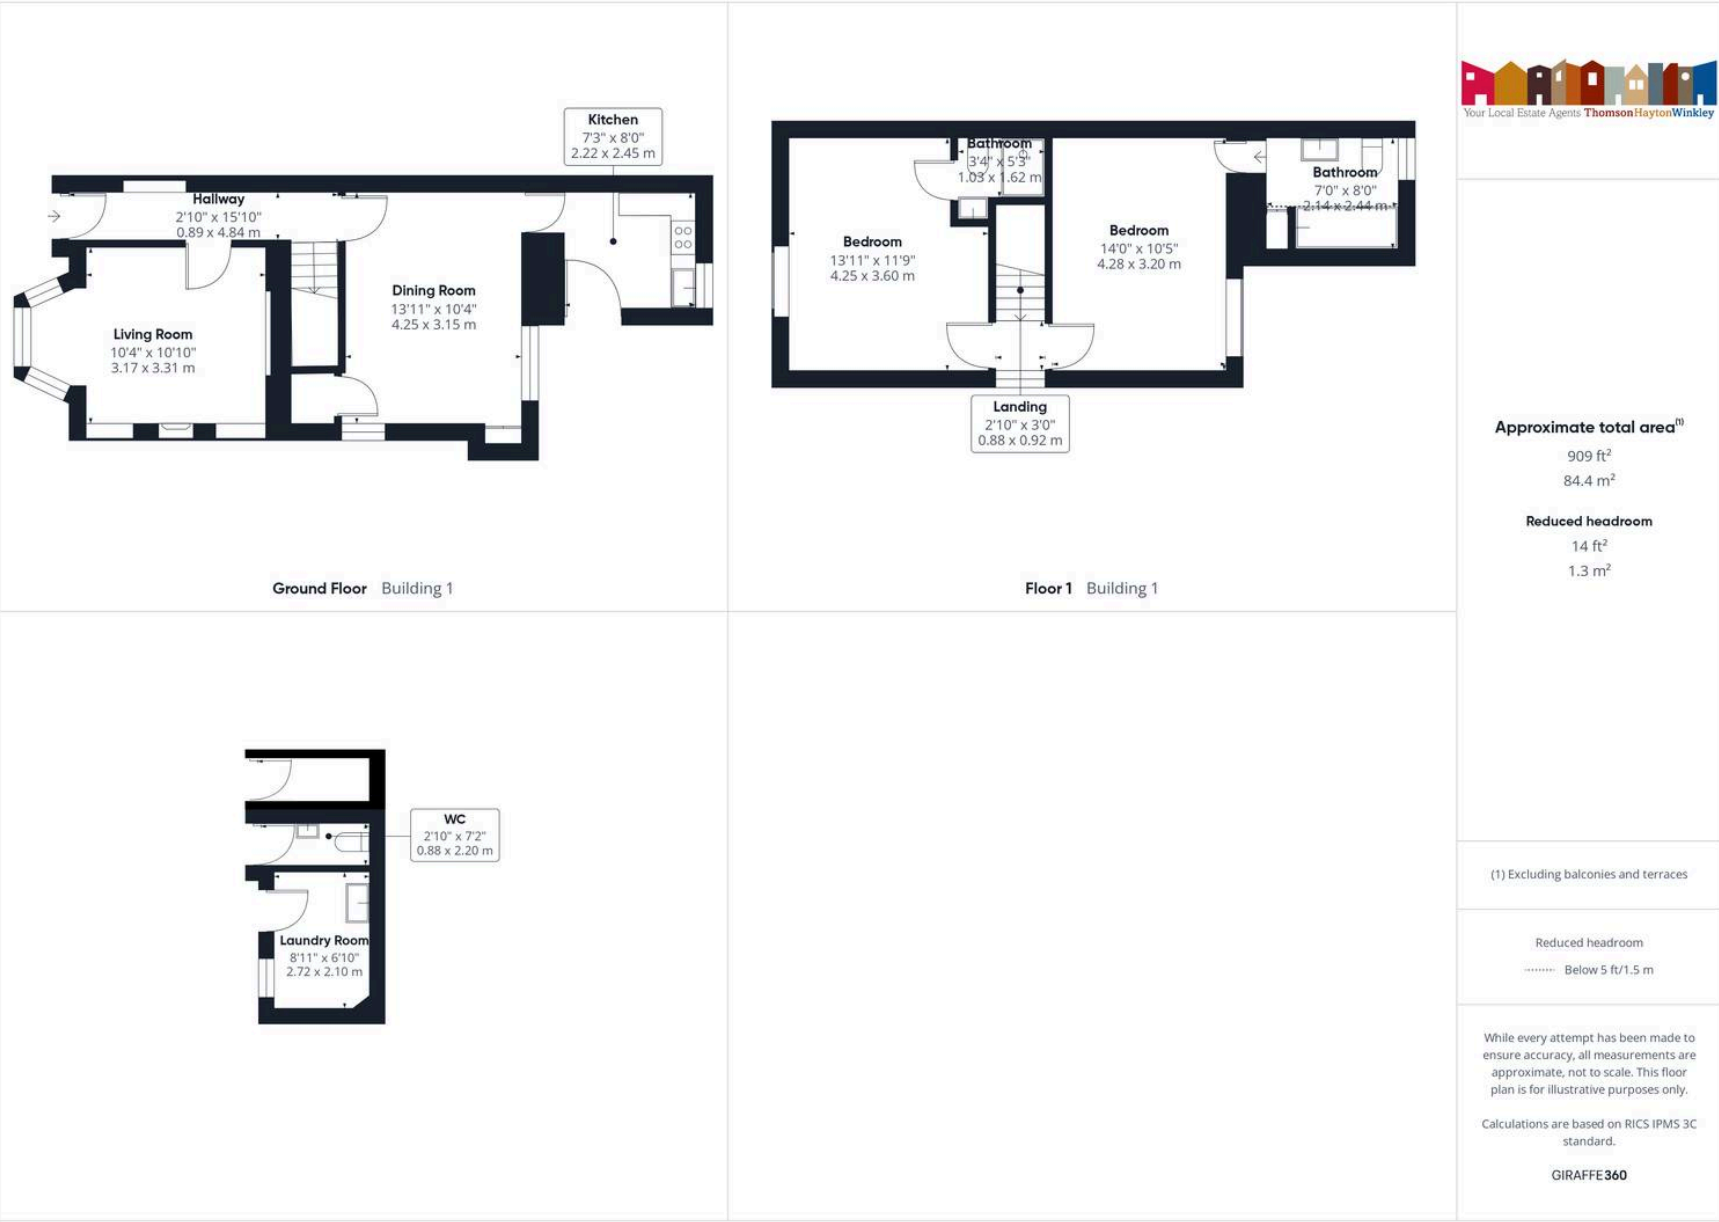 Kitchen
7'3" x 8'0"
2.22 x 2.45 m
Hallway
2'10" x 15'10"
0.89 x 4.84 m
Dining Room
13'11" x 10'4"
4.25 x 3.15 m
Living Room
10'4" x 10'10"
3.17 x 3.31 m
Ground Floor Building 1
Bathroom
3'4" x 5'3"
1.03 x 1.62 m
Bathroom
7'0" x 8'0"
2.14 x 2.44 m
Bedroom
13'11" x 11'9"
4.25 x 3.60 m
Bedroom
14'0" x 10'5"
4.28 x 3.20 m
Landing
2'10" x 3'0"
0.88 x 0.92 m
Floor 1 Building 1
WC
2'10" x 7'2"
0.88 x 2.20 m
Laundry Room
8'11" x 6'10"
2.72 x 2.10 m
Your Local Estate Agents ThomsonHaytonWinkley
Approximate total area(1)
909 ft²
84.4 m²
Reduced headroom
14 ft²
1.3 m²
(1) Excluding balconies and terraces
Reduced headroom
Below 5 ft/1.5 m
While every attempt has been made to
ensure accuracy, all measurements are
approximate, not to scale. This floor
plan is for illustrative purposes only.
Calculations are based on RICS IPMS 3C
standard.
GIRAFFE360